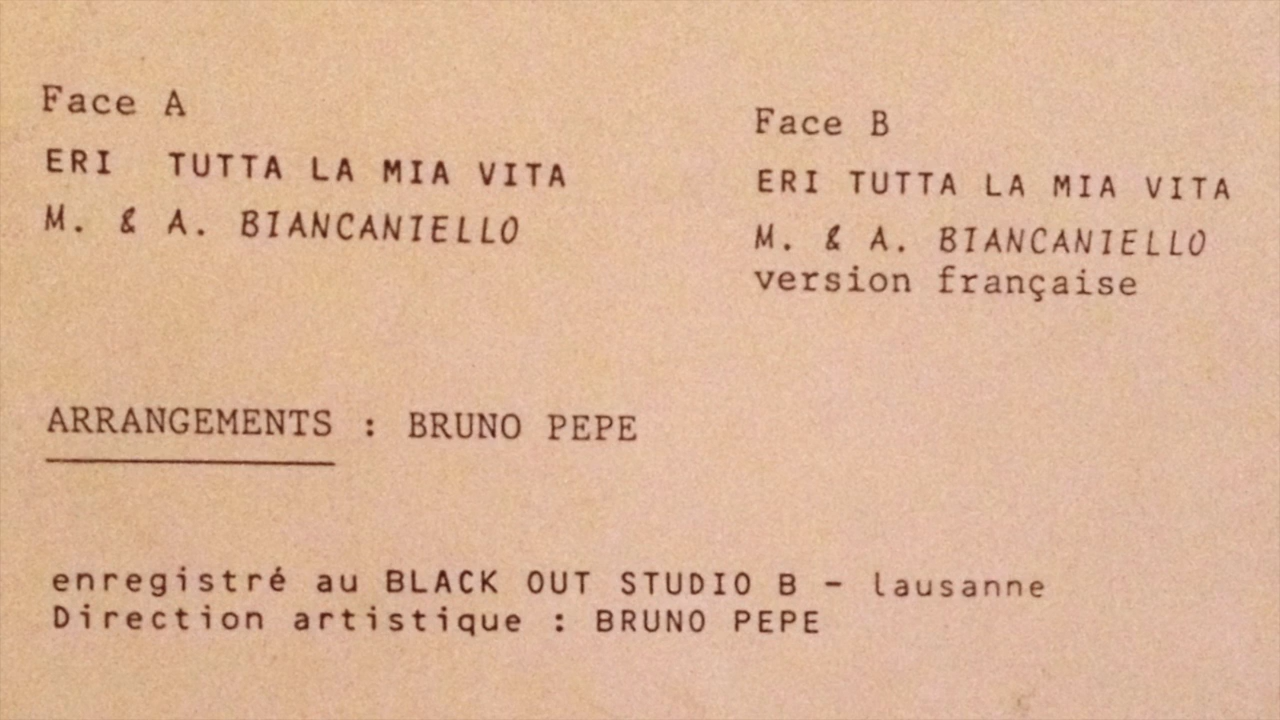 Face A
ERI TUTTA LA MIA VITA
M. & A. BIANCANIELLO
Face B
ERI TUTTA LA MIA VITA
M. & A. BIANCANIELLO
version française
ARRANGEMENTS : BRUNO PEPE
enregistré au BLACK OUT STUDIO B - lausanne
Direction artistique : BRUNO PEPE